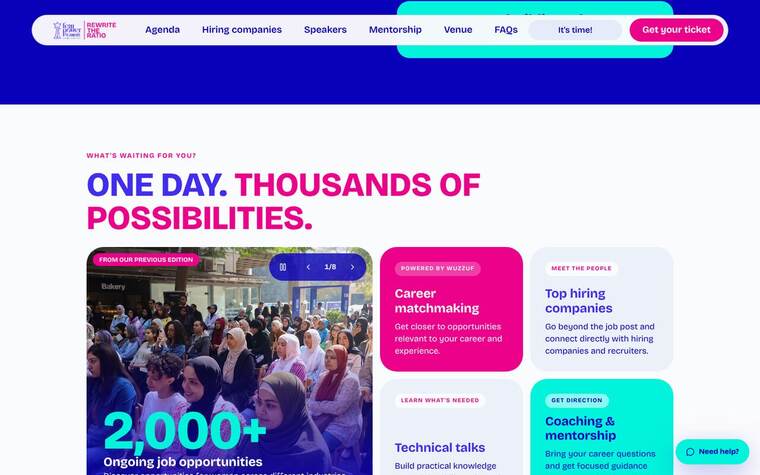 fem
power
REWRITE
THE
RATIO
Agenda
Hiring companies
Speakers
Mentorship
Venue
FAQs
It's time!
Get your ticket
WHAT'S WAITING FOR YOU?
ONE DAY. THOUSANDS OF
POSSIBILITIES.
FROM OUR PREVIOUS EDITION
1/8
Bakery
2,000+
Ongoing job opportunities
POWERED BY WUZZUF
Career
matchmaking
Get closer to opportunities
relevant to your career and
experience.
MEET THE PEOPLE
Top hiring
companies
Go beyond the job post and
connect directly with hiring
companies and recruiters.
LEARN WHAT'S NEEDED
Technical talks
Build practical knowledge
GET DIRECTION
Coaching &
mentorship
Bring your career questions
and get focused guidance
Need help?